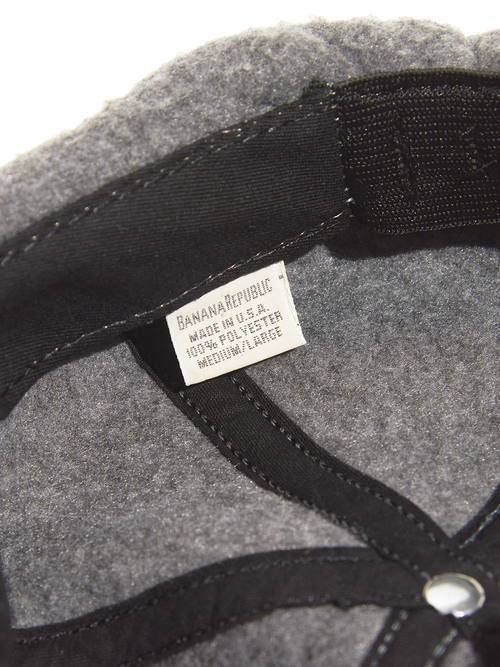 BANANA REPUBLIC
MADE IN U.S.A.
100% POLYESTER
MEDIUM/LARGE